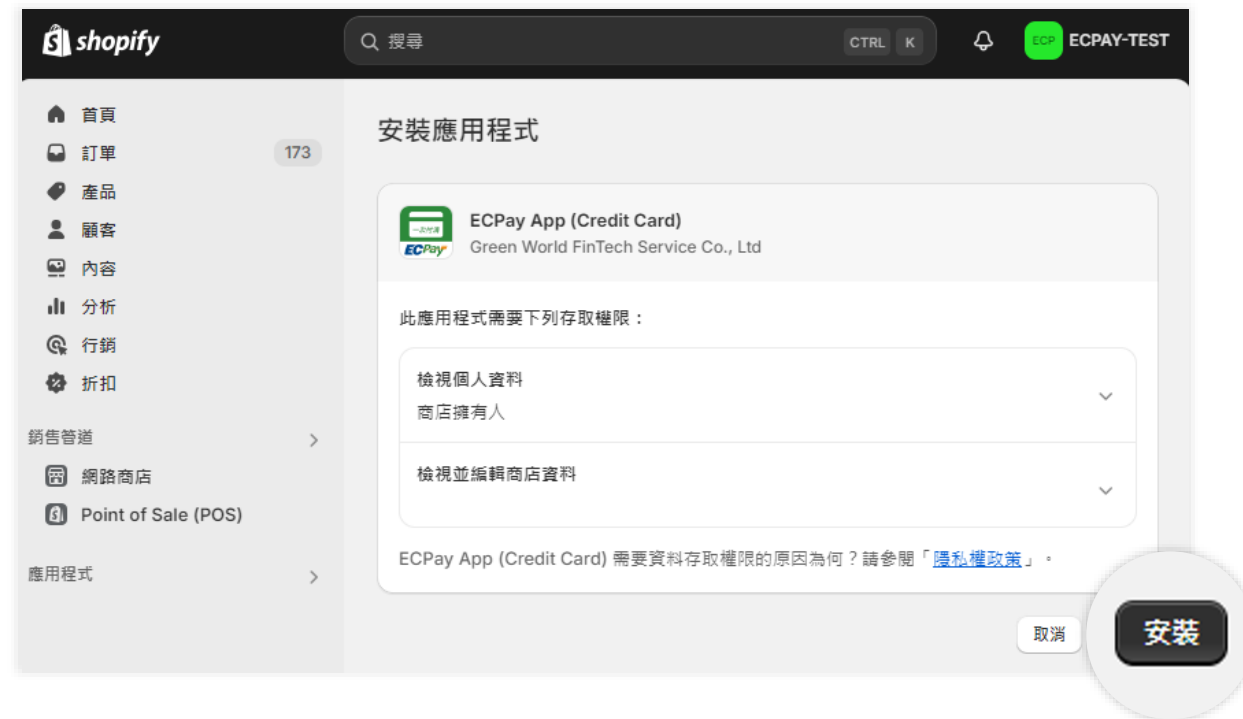 shopify
搜尋
CTRL K
ECP
ECPAY-TEST
首頁
訂單 173
產品
顧客
內容
分析
行銷
折扣
銷售管道
網路商店
Point of Sale (POS)
應用程式
安裝應用程式
ECPay
ECPay App (Credit Card)
Green World FinTech Service Co., Ltd
此應用程式需要下列存取權限：
檢視個人資料
商店擁有人
檢視並編輯商店資料
ECPay App (Credit Card) 需要資料存取權限的原因為何？請參閱「隱私權政策」。
取消
安裝